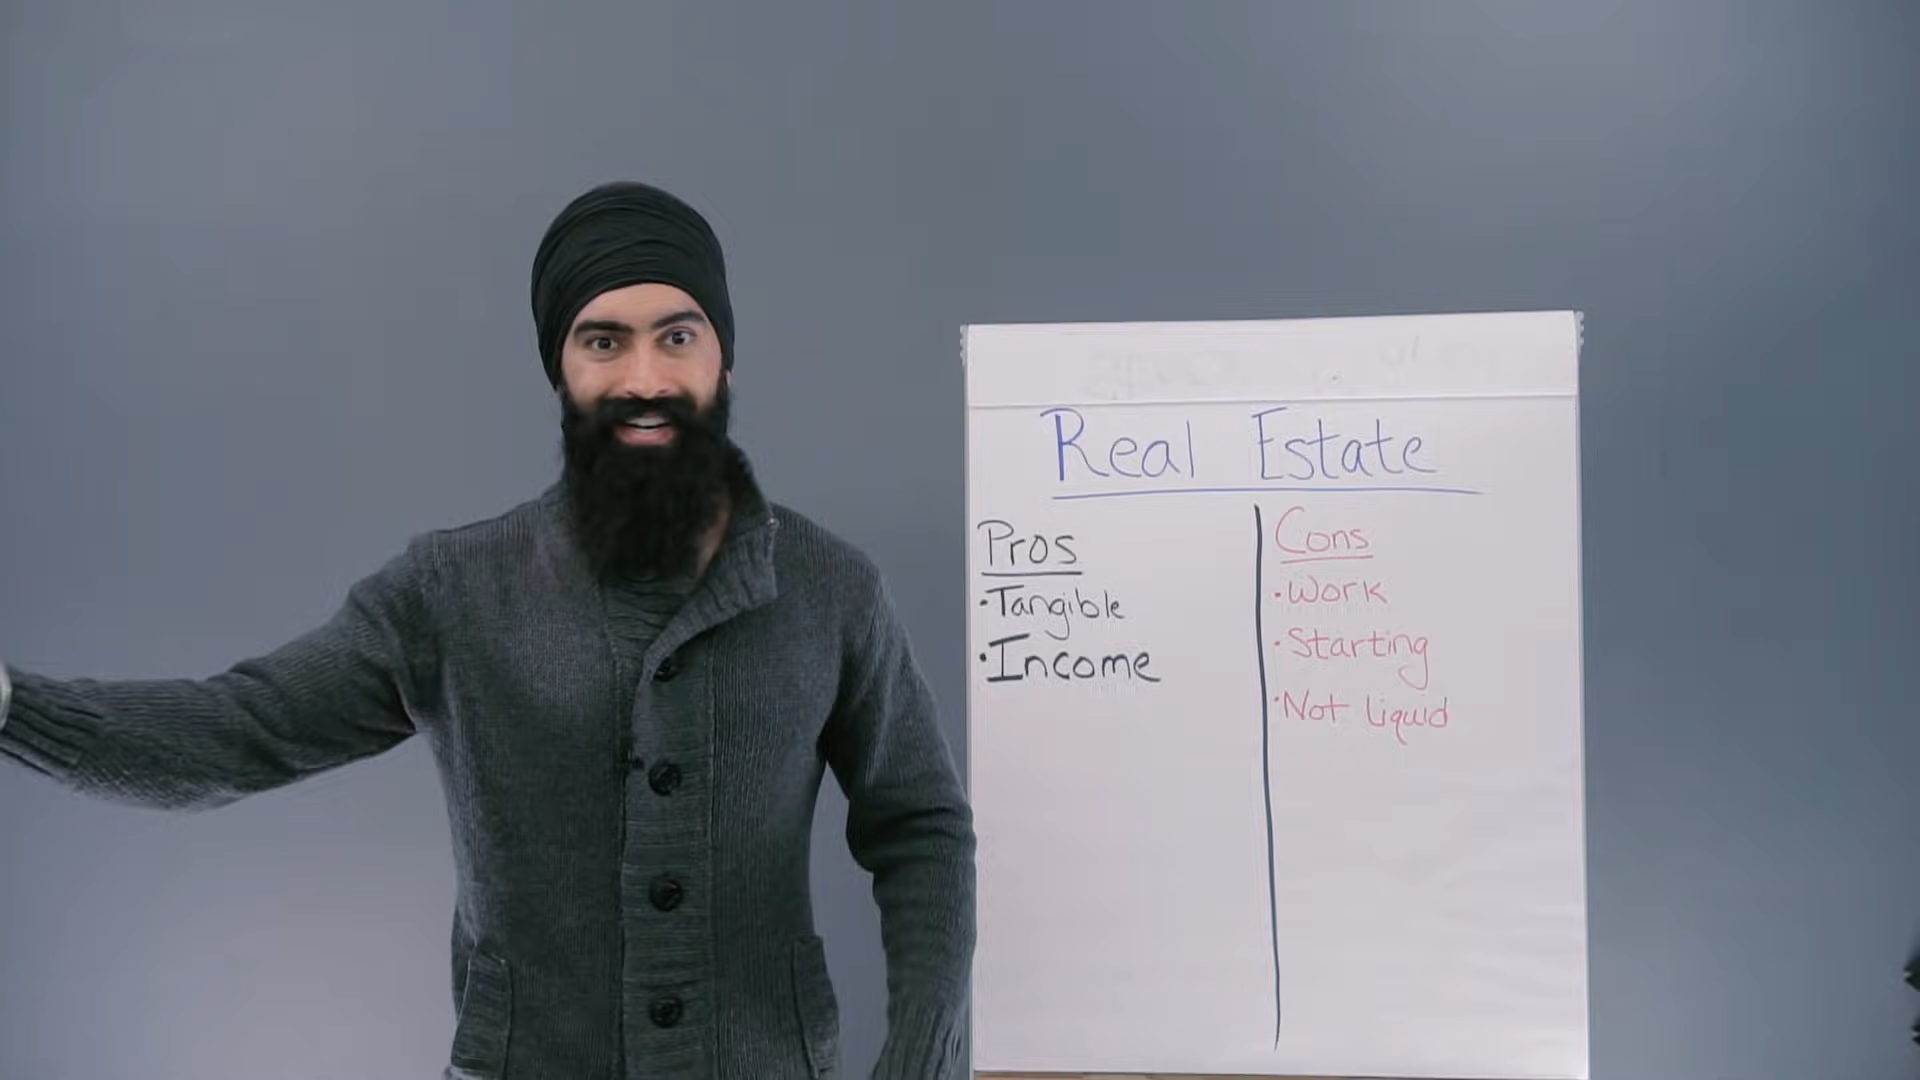 Real Estate
Pros
•Tangible
•Income
Cons
•Work
•Starting
•Not liquid